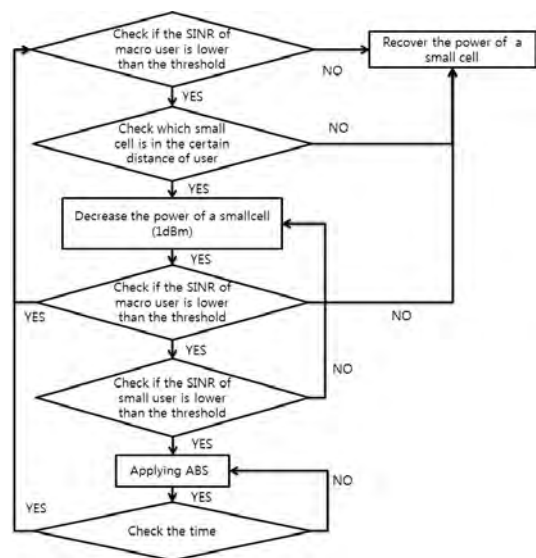 Check if the SINR of
macro user is lower
than the threshold
NO
Recover the power of a
small cell
YES
Check which small
cell is in the certain
distance of user
NO
YES
Decrease the power of a smallcell
(1dBm)
YES
Check if the SINR of
macro user is lower
than the threshold
YES
NO
YES
Check if the SINR of
small user is lower
than the threshold
NO
YES
Applying ABS
NO
YES
YES
Check the time